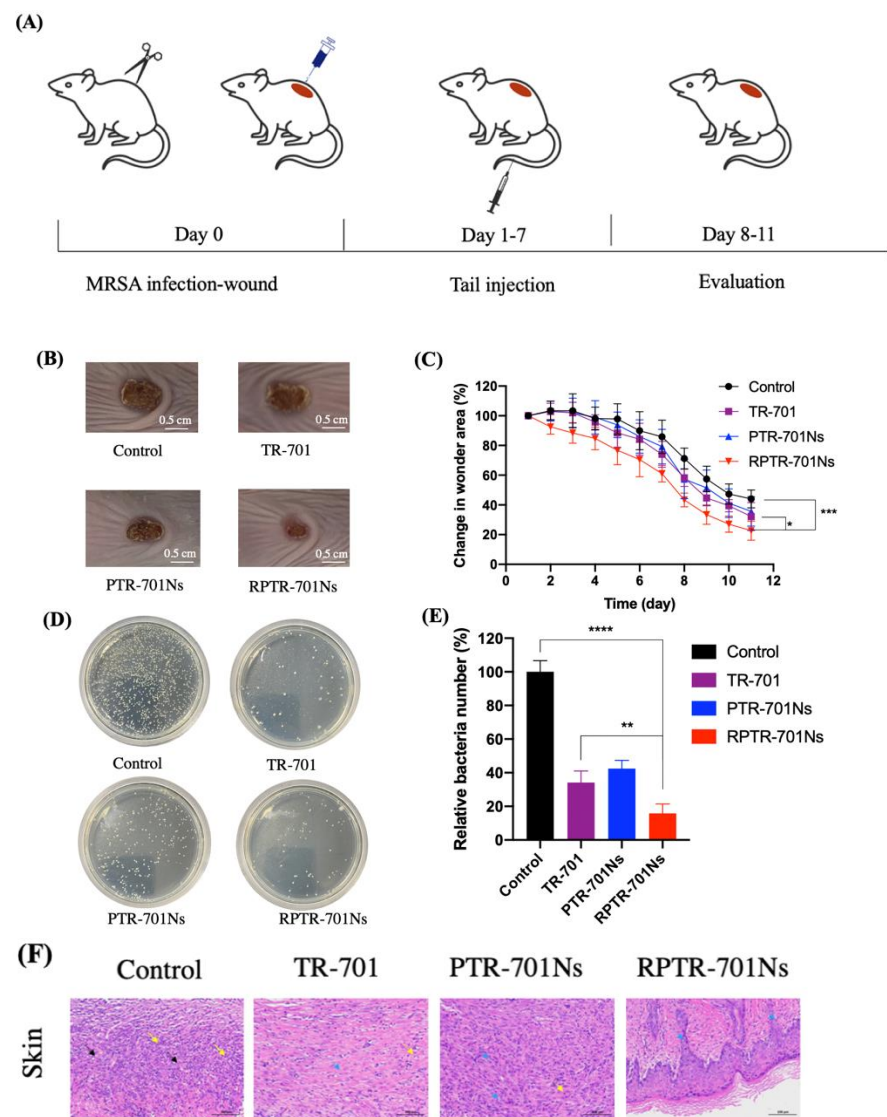 (A)
Day 0
Day 1-7
Day 8-11
MRSA infection-wound
Tail injection
Evaluation
(B)
0.5 cm
0.5 cm
Control
TR-701
0.5 cm
0.5 cm
PTR-701Ns
RPTR-701Ns
(C)
Change in wonder area (%)
120
100
80
60
40
20
0
0
2
4
6
8
10
12
14
Time (day)
Control
TR-701
PTR-701Ns
RPTR-701Ns
*
***
(D)
Control
TR-701
PTR-701Ns
RPTR-701Ns
(E)
Relative bacteria number (%)
120
100
80
60
40
20
0
****
**
Control
TR-701
PTR-701Ns
RPTR-701Ns
Control
TR-701
PTR-701Ns
RPTR-701Ns
(F)
Control
TR-701
PTR-701Ns
RPTR-701Ns
Skin